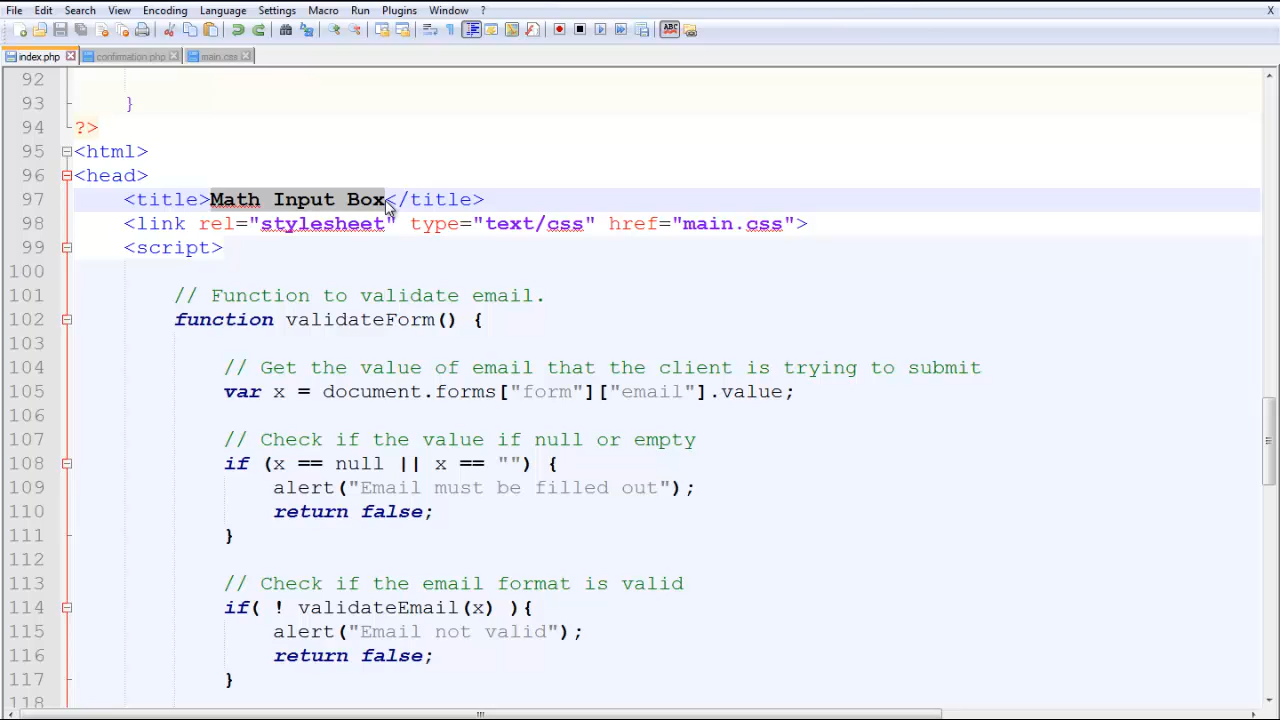 File Edit Search View Encoding Language Settings Macro Run Plugins Window ? X
index.php confirmation.php main.css
92
93 }
94 ?>
95 <html>
96 <head>
97 <title>Math Input Box</title>
98 <link rel="stylesheet" type="text/css" href="main.css">
99 <script>
100
101 // Function to validate email.
102 function validateForm() {
103
104 // Get the value of email that the client is trying to submit
105 var x = document.forms["form"]["email"].value;
106
107 // Check if the value if null or empty
108 if (x == null || x == "") {
109 alert("Email must be filled out");
110 return false;
111 }
112
113 // Check if the email format is valid
114 if( ! validateEmail(x) ){
115 alert("Email not valid");
116 return false;
117 }
118